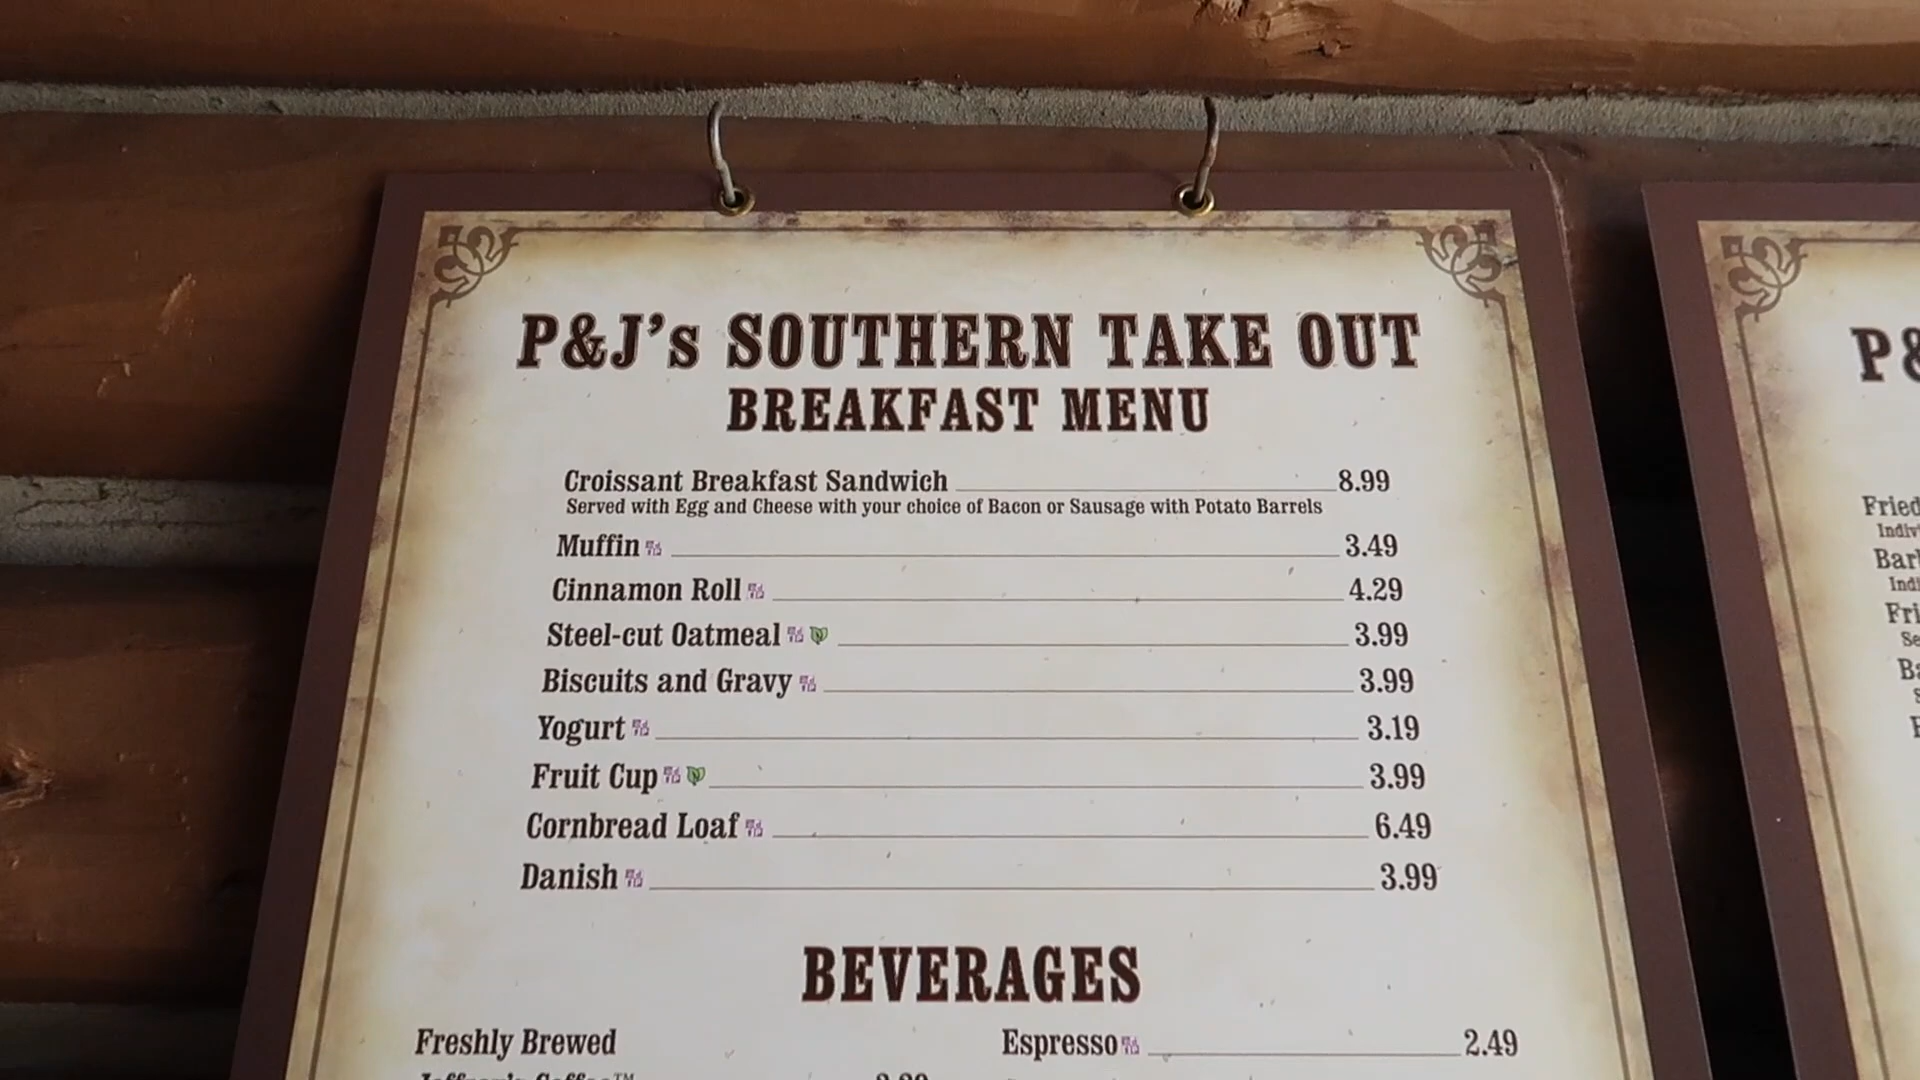 P&J's SOUTHERN TAKE OUT
BREAKFAST MENU
Croissant Breakfast Sandwich 8.99
Served with Egg and Cheese with your choice of Bacon or Sausage with Potato Barrels
Muffin 3.49
Cinnamon Roll 4.29
Steel-cut Oatmeal 3.99
Biscuits and Gravy 3.99
Yogurt 3.19
Fruit Cup 3.99
Cornbread Loaf 6.49
Danish 3.99
BEVERAGES
Freshly Brewed
Espresso 2.49
Fried